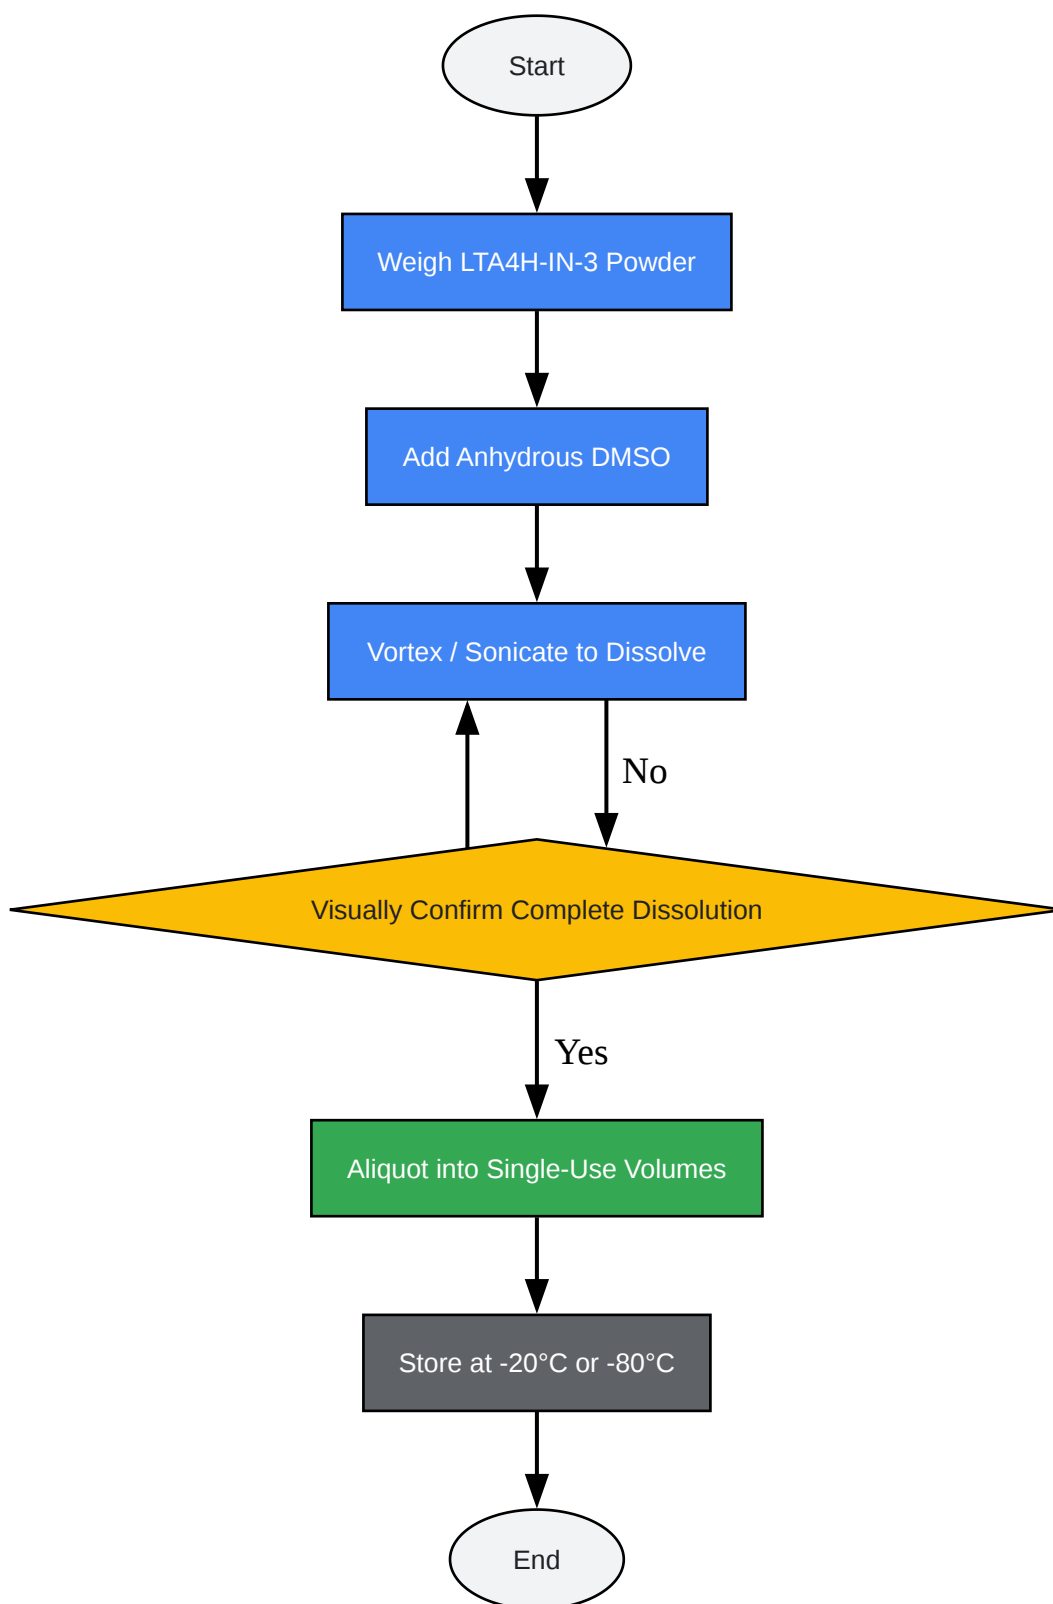 Start
Weigh LTA4H-IN-3 Powder
Add Anhydrous DMSO
Vortex / Sonicate to Dissolve
No
Visually Confirm Complete Dissolution
Yes
Aliquot into Single-Use Volumes
Store at -20°C or -80°C
End